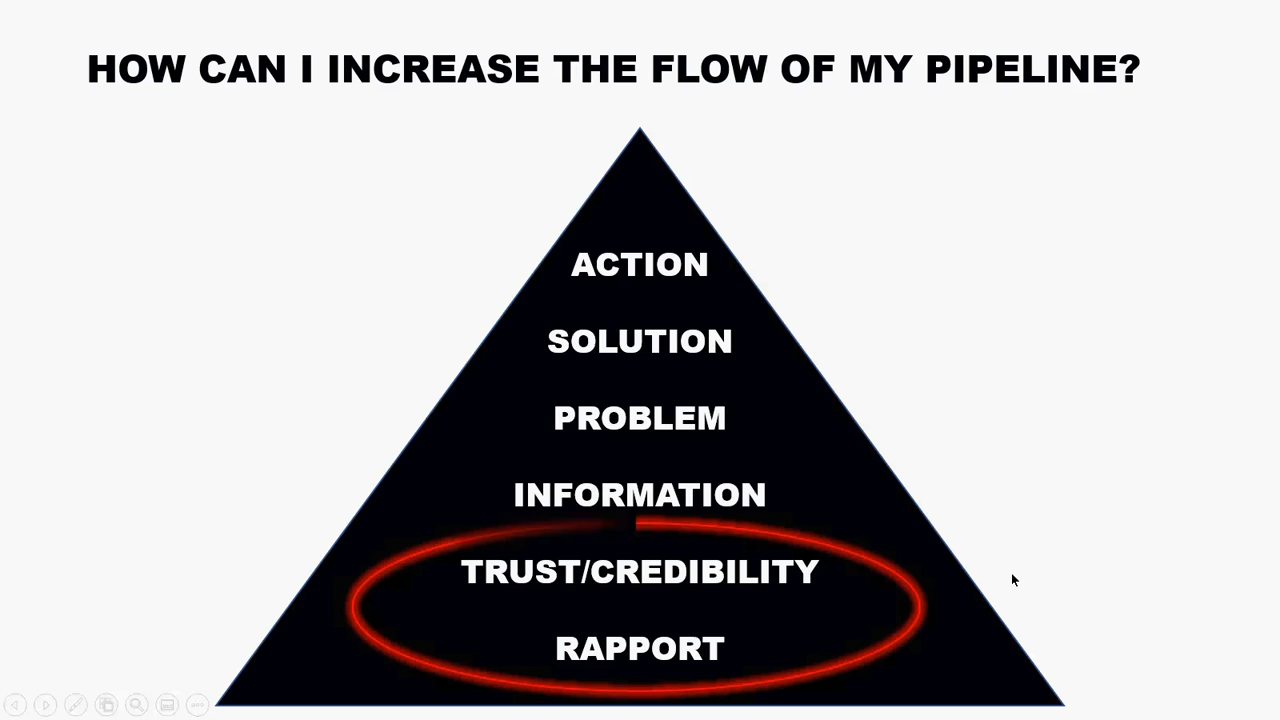 HOW CAN I INCREASE THE FLOW OF MY PIPELINE?
ACTION
SOLUTION
PROBLEM
INFORMATION
TRUST/CREDIBILITY
RAPPORT